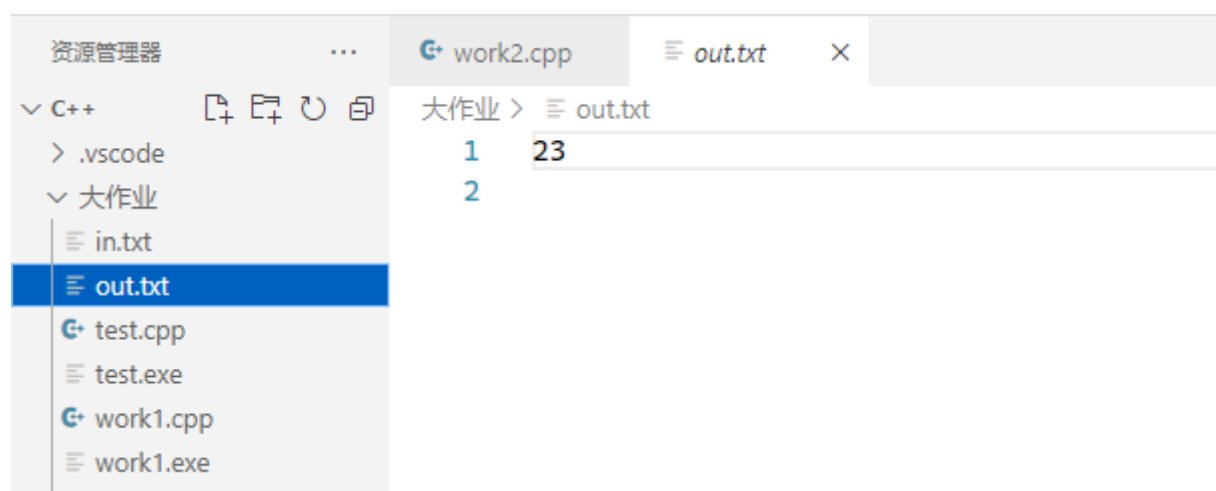 资源管理器 ···
C++
.vscode
大作业
in.txt
out.txt
test.cpp
test.exe
work1.cpp
work1.exe
work2.cpp out.txt
大作业 > out.txt
1 23
2